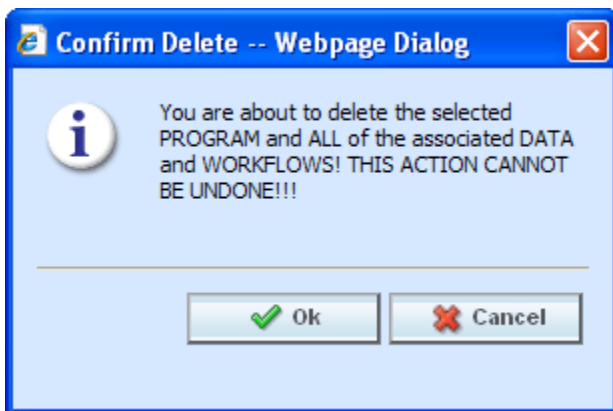 Confirm Delete -- Webpage Dialog
You are about to delete the selected
PROGRAM and ALL of the associated DATA
and WORKFLOWS! THIS ACTION CANNOT
BE UNDONE!!!
Ok
Cancel